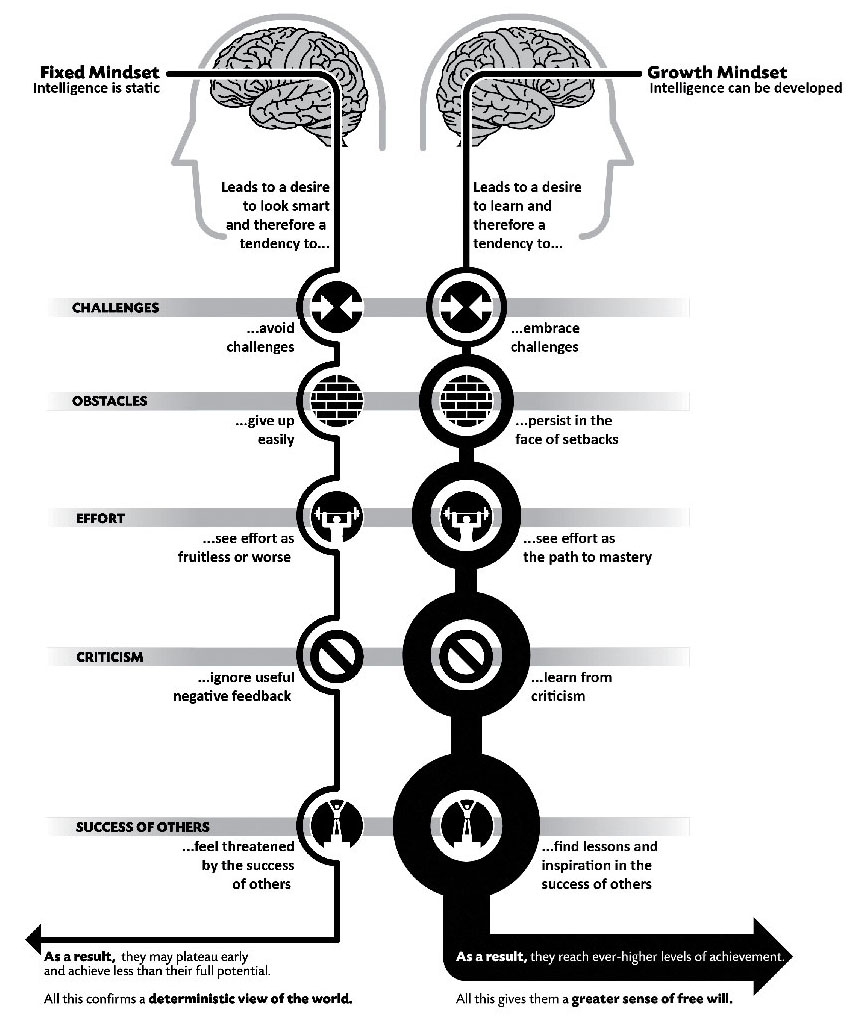 Fixed Mindset
Intelligence is static
Growth Mindset
Intelligence can be developed
Leads to a desire
to look smart
and therefore a
tendency to...
Leads to a desire
to learn and
therefore a
tendency to...
CHALLENGES
...avoid
challenges
...embrace
challenges
OBSTACLES
...give up
easily
...persist in the
face of setbacks
EFFORT
...see effort as
fruitless or worse
...see effort as
the path to mastery
CRITICISM
...ignore useful
negative feedback
...learn from
criticism
SUCCESS OF OTHERS
...feel threatened
by the success
of others
...find lessons and
inspiration in the
success of others
As a result, they may plateau early
and achieve less than their full potential.
All this confirms a deterministic view of the world.
As a result, they reach ever-higher levels of achievement.
All this gives them a greater sense of free will.